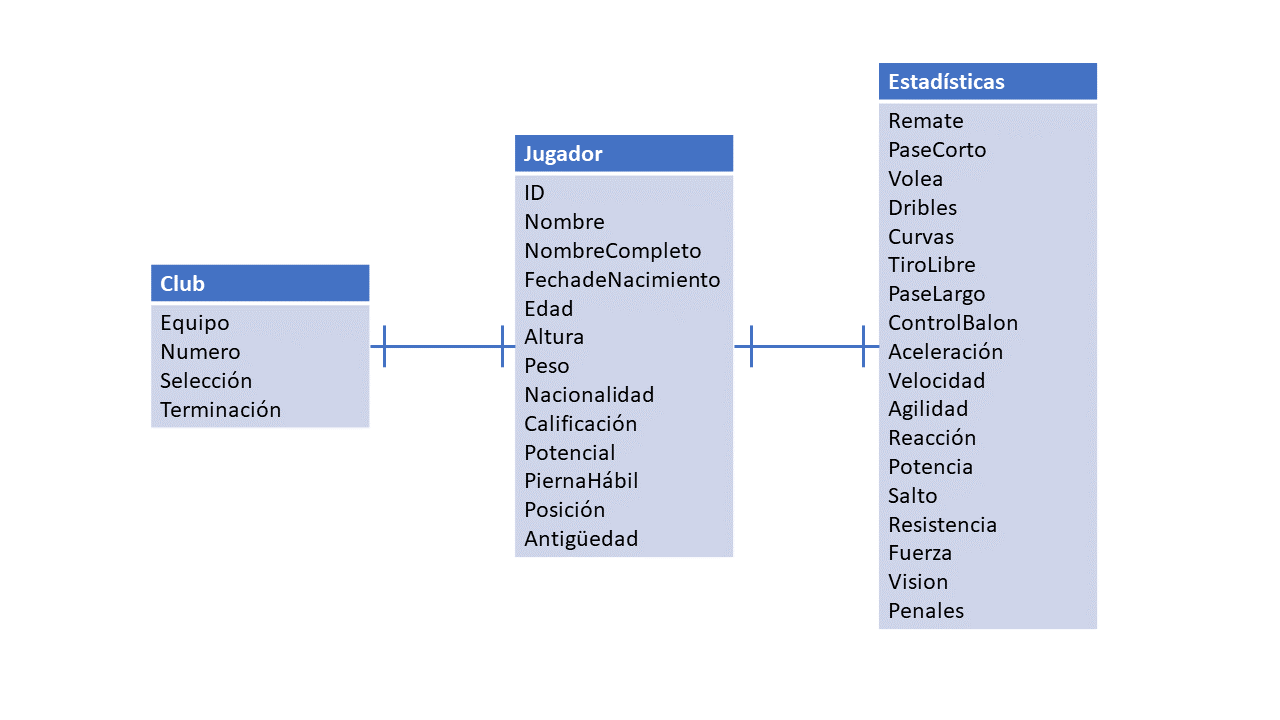 Club
Equipo
Numero
Selección
Terminación
Jugador
ID
Nombre
NombreCompleto
FechadeNacimiento
Edad
Altura
Peso
Nacionalidad
Calificación
Potencial
PiernaHábil
Posición
Antigüedad
Estadísticas
Remate
PaseCorto
Volea
Dribles
Curvas
TiroLibre
PaseLargo
ControlBalon
Aceleración
Velocidad
Agilidad
Reacción
Potencia
Salto
Resistencia
Fuerza
Vision
Penales